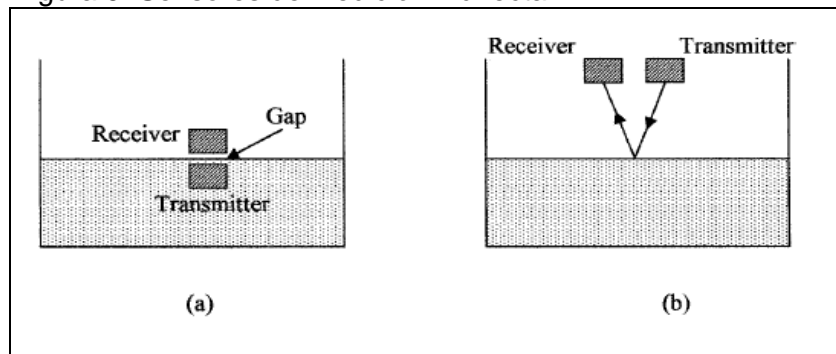 Receiver
Gap
Transmitter
(a)
Receiver
Transmitter
(b)